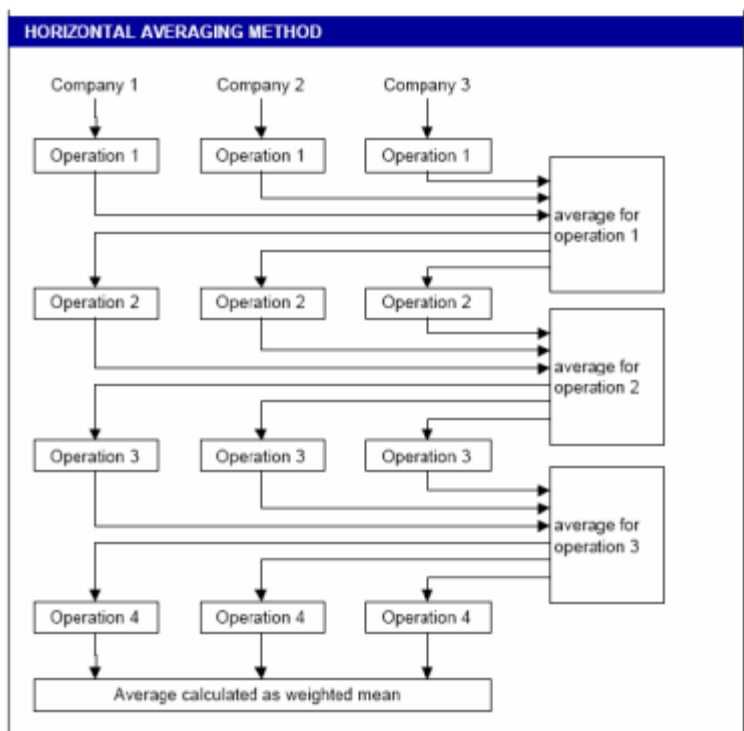 HORIZONTAL AVERAGING METHOD
Company 1
Company 2
Company 3
Operation 1
Operation 1
Operation 1
average for
operation 1
Operation 2
Operation 2
Operation 2
average for
operation 2
Operation 3
Operation 3
Operation 3
average for
operation 3
Operation 4
Operation 4
Operation 4
Average calculated as weighted mean